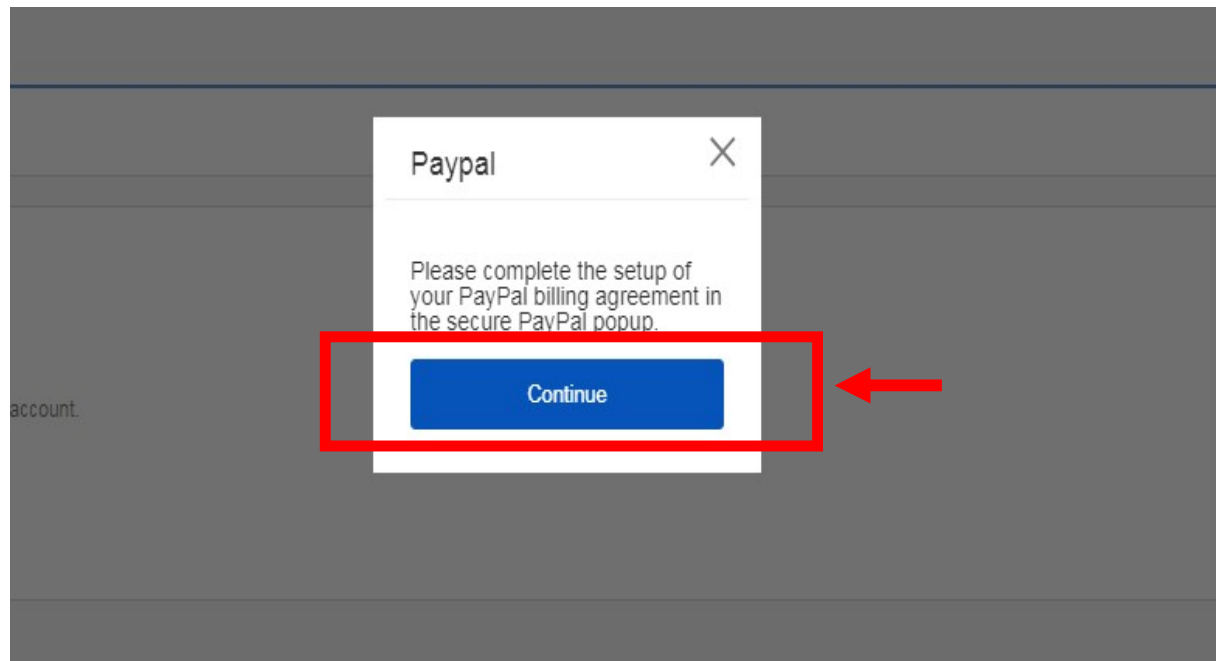 Paypal
Please complete the setup of
your PayPal billing agreement in
the secure PayPal popup.
Continue
account.